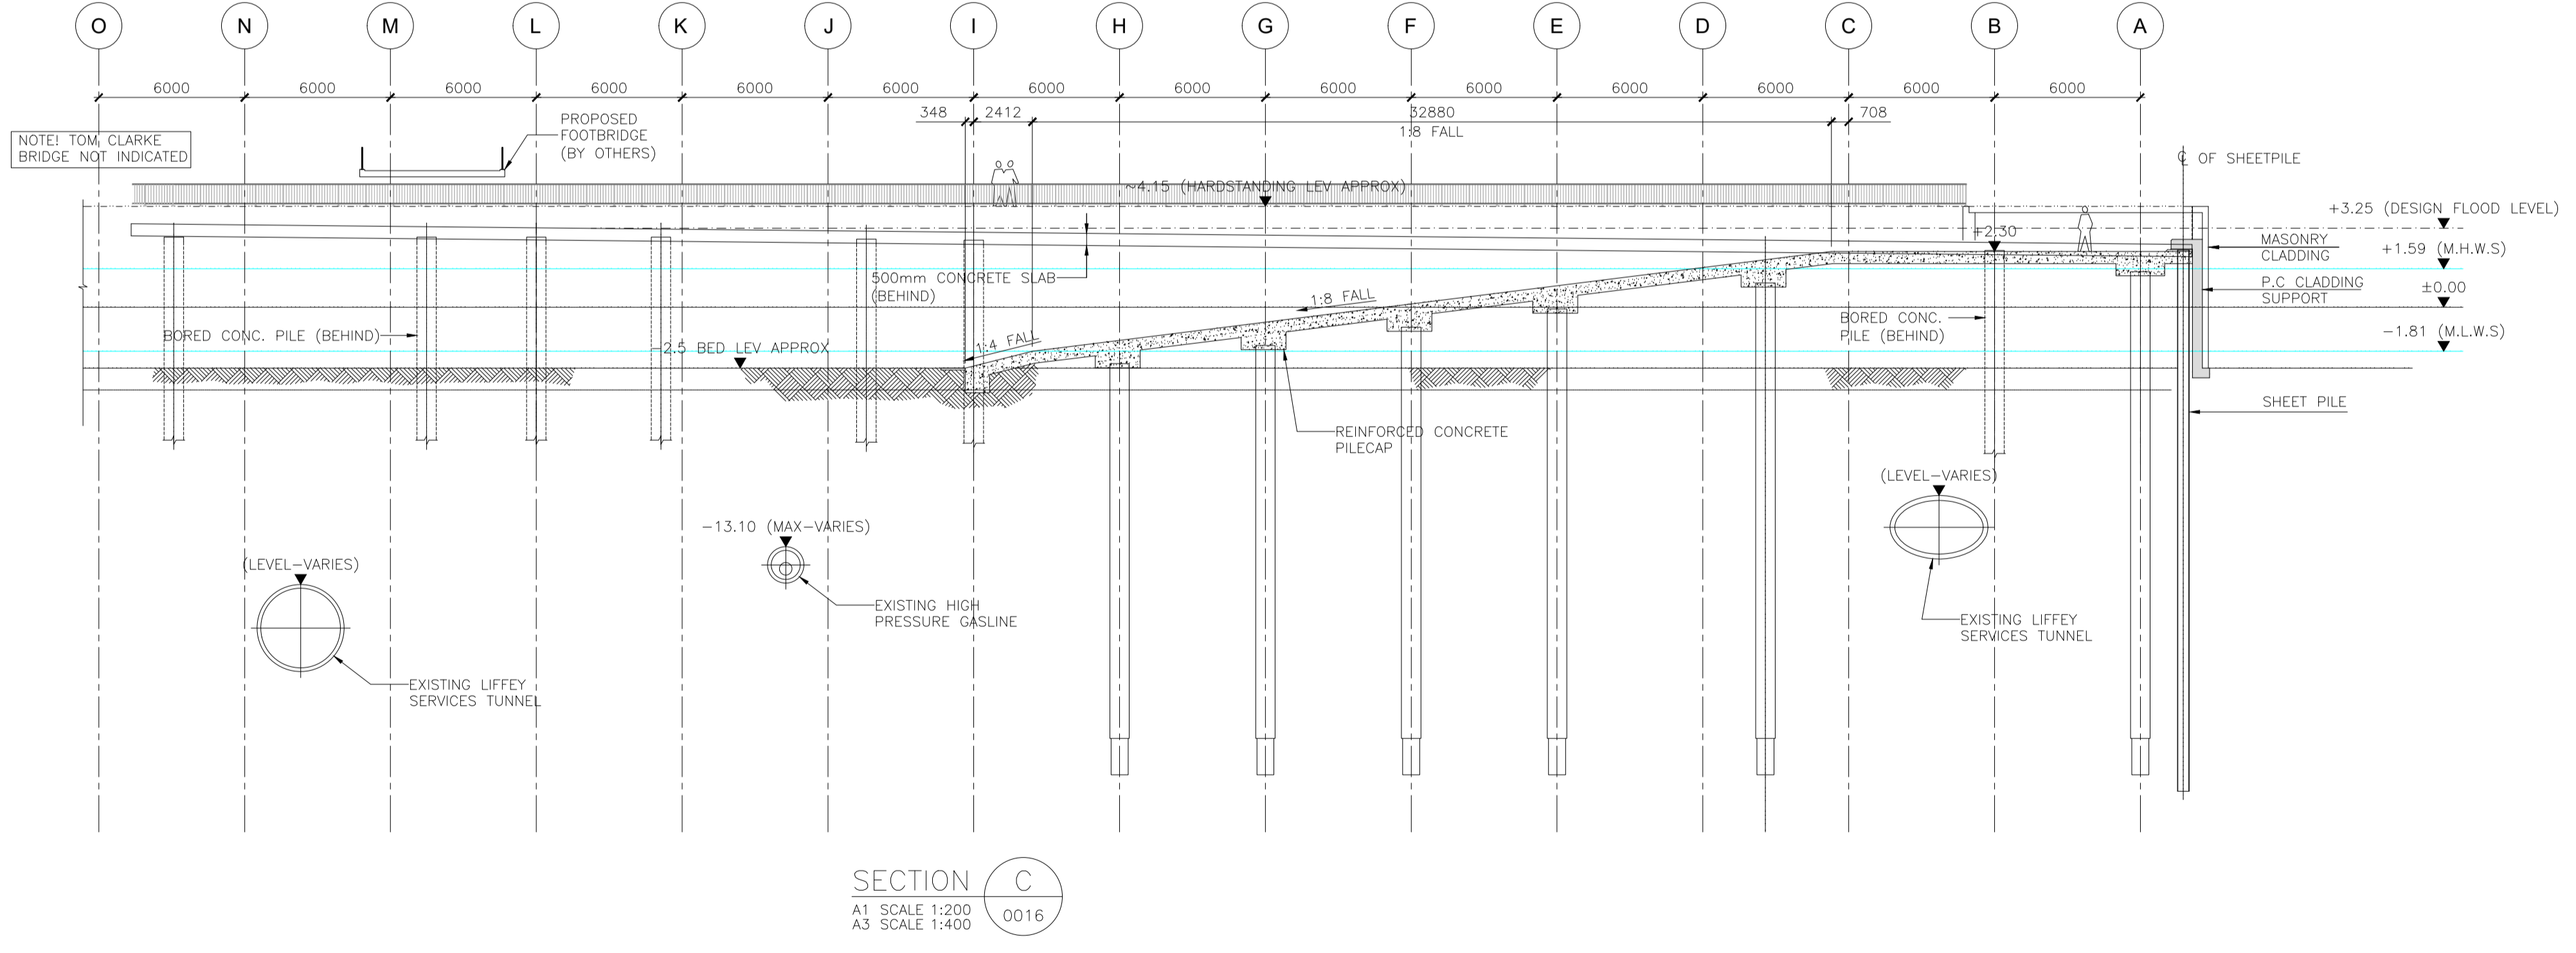 O N M L K J I H G F E D C B A
6000 6000 6000 6000 6000 6000 6000 6000 6000 6000 6000 6000 6000 6000
348 2412 32880 708
1:8 FALL
NOTE! TOM CLARKE
BRIDGE NOT INDICATED
PROPOSED
FOOTBRIDGE
(BY OTHERS)
℄ OF SHEETPILE
~4.15 (HARDSTANDING LEV APPROX)
+3.25 (DESIGN FLOOD LEVEL)
+2.30
MASONRY
CLADDING
+1.59 (M.H.W.S)
500mm CONCRETE SLAB
(BEHIND)
P.C CLADDING
SUPPORT
±0.00
1:8 FALL
BORED CONC. PILE (BEHIND)
BORED CONC.
PILE (BEHIND)
-1.81 (M.L.W.S)
1:4 FALL
-2.5 BED LEV APPROX
SHEET PILE
REINFORCED CONCRETE
PILECAP
(LEVEL-VARIES)
-13.10 (MAX-VARIES)
(LEVEL-VARIES)
EXISTING HIGH
PRESSURE GASLINE
EXISTING LIFFEY
SERVICES TUNNEL
EXISTING LIFFEY
SERVICES TUNNEL
SECTION C
A1 SCALE 1:200
A3 SCALE 1:400
0016